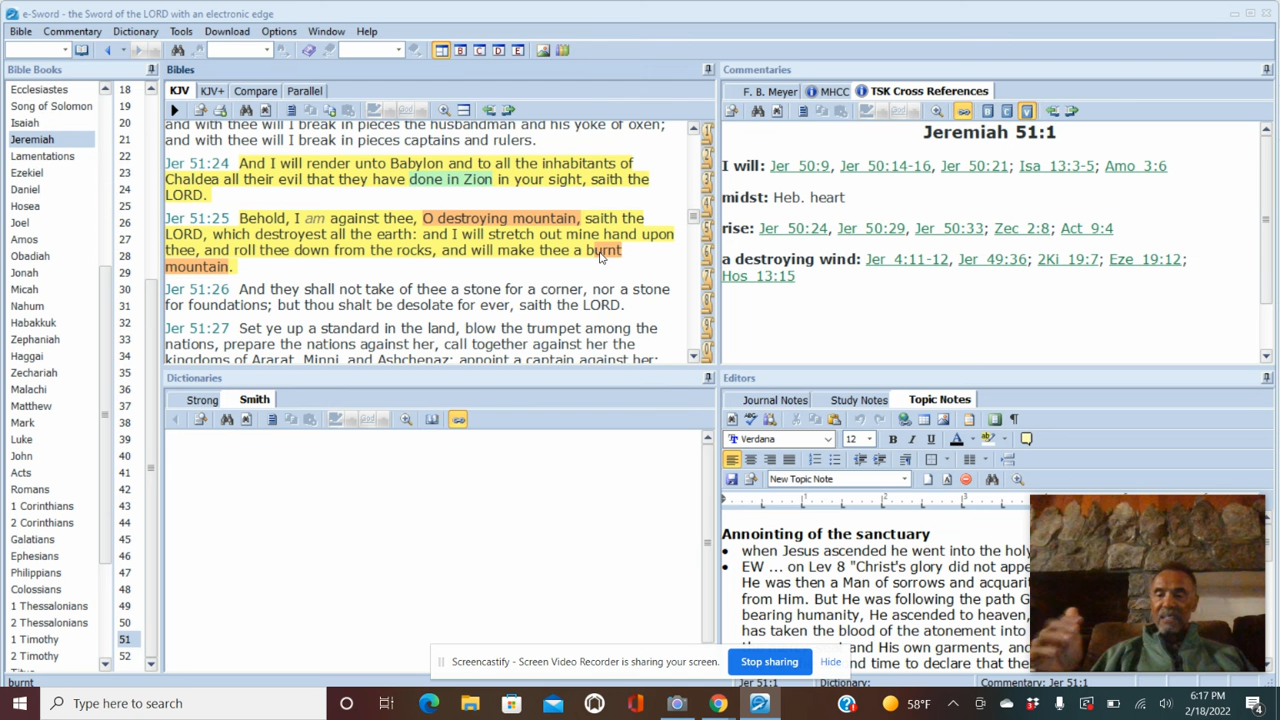 e-Sword - the Sword of the LORD with an electronic edge
Bible Commentary Dictionary Tools Download Options Window Help
B C D E
Bible Books
Ecclesiastes
Song of Solomon
Isaiah
Jeremiah
Lamentations
Ezekiel
Daniel
Hosea
Joel
Amos
Obadiah
Jonah
Micah
Nahum
Habakkuk
Zephaniah
Haggai
Zechariah
Malachi
Matthew
Mark
Luke
John
Acts
Romans
1 Corinthians
2 Corinthians
Galatians
Ephesians
Philippians
Colossians
1 Thessalonians
2 Thessalonians
1 Timothy
2 Timothy
18
19
20
21
22
23
24
25
26
27
28
29
30
31
32
33
34
35
36
37
38
39
40
41
42
43
44
45
46
47
48
49
50
51
52
Bibles
KJV KJV+ Compare Parallel
and with thee will I break in pieces the husbandman and his yoke of oxen;
and with thee will I break in pieces captains and rulers.
Jer 51:24 And I will render unto Babylon and to all the inhabitants of
Chaldea all their evil that they have done in Zion in your sight, saith the
LORD.
Jer 51:25 Behold, I am against thee, O destroying mountain, saith the
LORD, which destroyest all the earth: and I will stretch out mine hand upon
thee, and roll thee down from the rocks, and will make thee a burnt
mountain.
Jer 51:26 And they shall not take of thee a stone for a corner, nor a stone
for foundations; but thou shalt be desolate for ever, saith the LORD.
Jer 51:27 Set ye up a standard in the land, blow the trumpet among the
nations, prepare the nations against her, call together against her the
kingdoms of Ararat, Minni, and Ashchenaz; appoint a captain against her;
Commentaries
F. B. Meyer MHCC TSK Cross References
Jeremiah 51:1
I will: Jer 50:9, Jer 50:14-16, Jer 50:21; Isa 13:3-5; Amo 3:6
midst: Heb. heart
rise: Jer 50:24, Jer 50:29, Jer 50:33; Zec 2:8; Act 9:4
a destroying wind: Jer 4:11-12, Jer 49:36; 2Ki 19:7; Eze 19:12;
Hos 13:15
Dictionaries
Strong Smith
Editors
Journal Notes Study Notes Topic Notes
Verdana 12 B I U A
New Topic Note
1 2 3
Annointing of the sanctuary
• when Jesus ascended he went into the holy
• EW ... on Lev 8 "Christ's glory did not appe
He was then a Man of sorrows and acquaint
from Him. But He was following the path G
bearing humanity, He ascended to heaven,
has taken the blood of the atonement into
and His own garments, an
nd time to declare that the
Screencastify - Screen Video Recorder is sharing your screen. Stop sharing Hide
burnt
Jer 51:1 Dictionary: Commentary: Jer 51:1
Type here to search
58°F
6:17 PM
2/18/2022
4